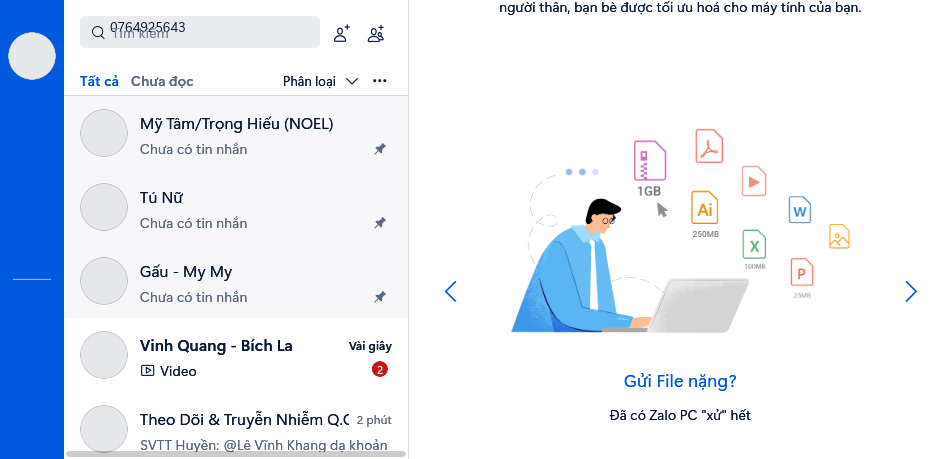 người thân, bạn bè được tối ưu hoá cho máy tính của bạn.
0764925643
Tìm kiếm
Tất cả Chưa đọc Phân loại
Mỹ Tâm/Trọng Hiếu (NOEL)
Chưa có tin nhắn
Tú Nữ
Chưa có tin nhắn
Gấu - My My
Chưa có tin nhắn
Vinh Quang - Bích La Vài giây
Video 2
Theo Dõi & Truyền Nhiễm Q.C 2 phút
SVTT Huyền: @Lê Vĩnh Khang dạ khoản
1GB
Ai
250MB
W
X
100MB
P
25MB
Gửi File nặng?
Đã có Zalo PC "xử" hết